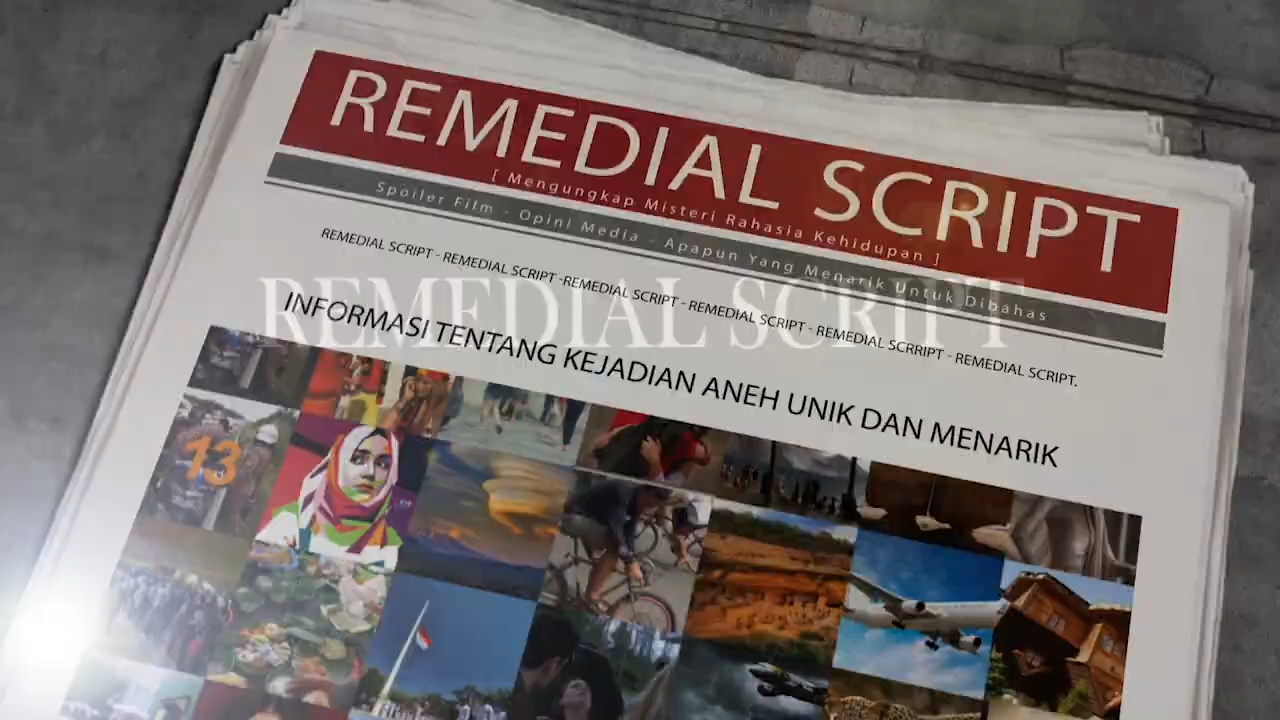 REMEDIAL SCRIPT
[ Mengungkap Misteri Rahasia Kehidupan ]
Spoiler Film - Opini Media - Apapun Yang Menarik Untuk Dibahas
REMEDIAL SCRIPT - REMEDIAL SCRIPT -REMEDIAL SCRIPT - REMEDIAL SCRIPT - REMEDIAL SCRRIPT - REMEDIAL SCRIPT.
REMEDIAL SCRIPT
INFORMASI TENTANG KEJADIAN ANEH UNIK DAN MENARIK
13